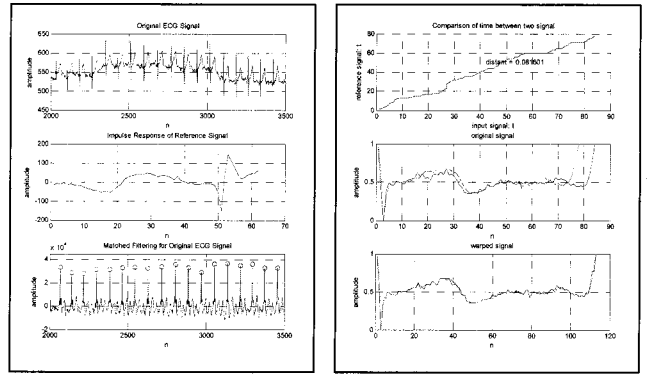 Original ECG Signal
650
600
550
500
450
2000 2500 3000 3500
amplitude
n
Impulse Response of Reference Signal
200
100
0
-100
-200
0 10 20 30 40 50 60 70
amplitude
n
Matched Filtering for Original ECG Signal
x 10^4
4
2
0
-2
2000 2500 3000 3500
amplitude
n
Comparison of time between two signal
80
60
40
20
0
0 10 20 30 40 50 60 70 80 90
reference signal: t
input signal: t
original signal
1
0.5
0
0 10 20 30 40 50 60 70 80 90
amplitude
n
warped signal
1
0.5
0
0 20 40 60 80 100 120
amplitude
n